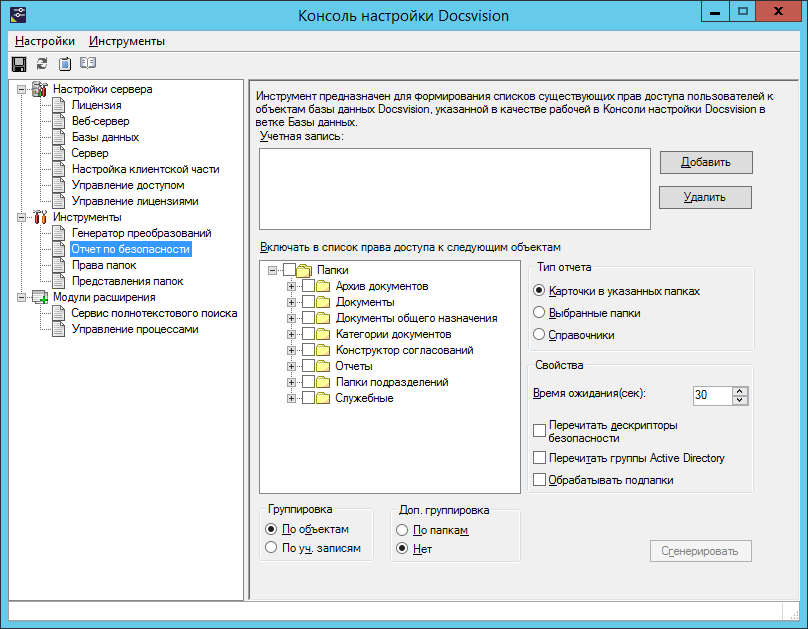 Консоль настройки Docsvision
Настройки Инструменты
Настройки сервера
Лицензия
Веб-сервер
Базы данных
Сервер
Настройка клиентской части
Управление доступом
Управление лицензиями
Инструменты
Генератор преобразований
Отчет по безопасности
Права папок
Представления папок
Модули расширения
Сервис полнотекстового поиска
Управление процессами
Инструмент предназначен для формирования списков существующих прав доступа пользователей к
объектам базы данных Docsvision, указанной в качестве рабочей в Консоли настройки Docsvision в
ветке Базы данных.
Учетная запись:
Добавить
Удалить
Включать в список права доступа к следующим объектам
Папки
Архив документов
Документы
Документы общего назначения
Категории документов
Конструктор согласований
Отчеты
Папки подразделений
Служебные
Тип отчета
Карточки в указанных папках
Выбранные папки
Справочники
Свойства
Время ожидания(сек):
30
Перечитать дескрипторы
безопасности
Перечитать группы Active Directory
Обрабатывать подпапки
Группировка
По объектам
По уч. записям
Доп. группировка
По папкам
Нет
Сгенерировать